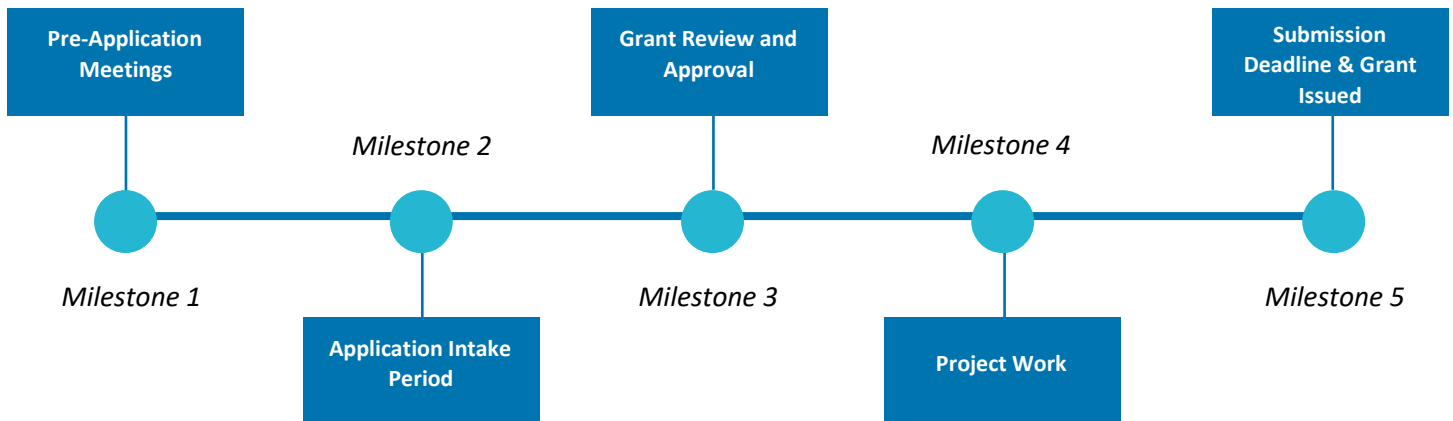 Pre-Application
Meetings
Grant Review and
Approval
Submission
Deadline & Grant
Issued
Milestone 2
Milestone 4
Milestone 1
Milestone 3
Milestone 5
Application Intake
Period
Project Work